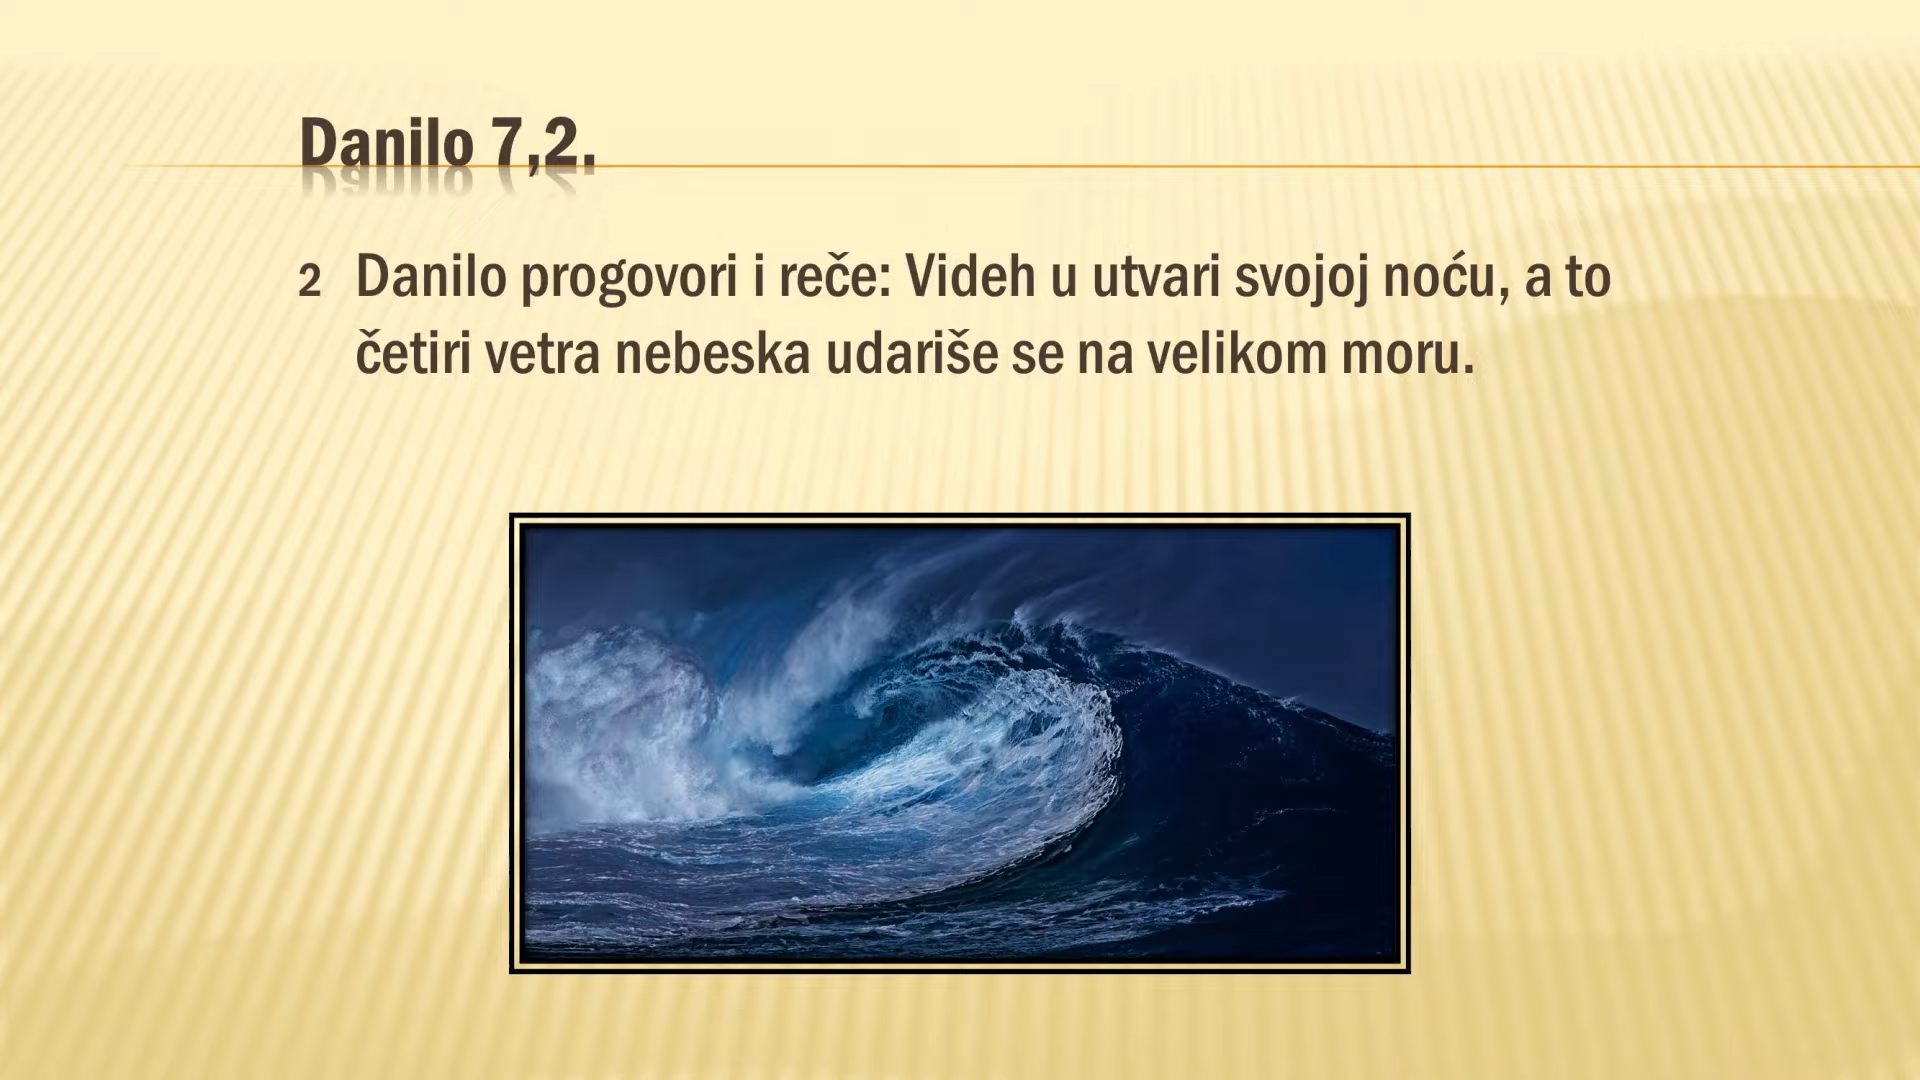 Danilo 7,2.
2 Danilo progovori i reče: Videh u utvari svojoj noću, a to
četiri vetra nebeska udariše se na velikom moru.